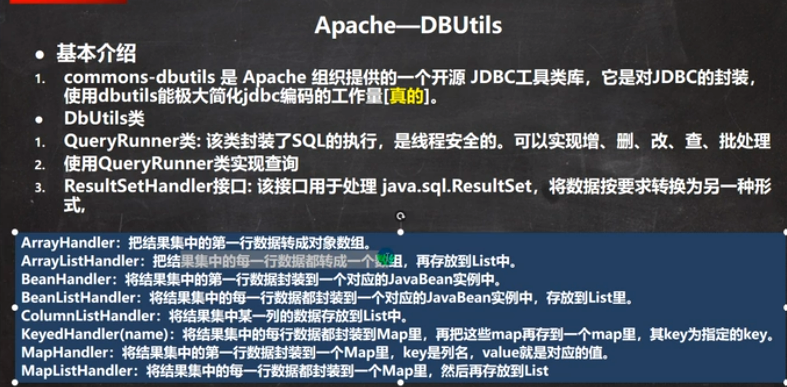 Apache—DBUtils
● 基本介绍
1. commons-dbutils 是 Apache 组织提供的一个开源 JDBC工具类库，它是对JDBC的封装，
使用dbutils能极大简化jdbc编码的工作量[真的]。
● DbUtils类
1. QueryRunner类: 该类封装了SQL的执行，是线程安全的。可以实现增、删、改、查、批处理
2. 使用QueryRunner类实现查询
3. ResultSetHandler接口: 该接口用于处理 java.sql.ResultSet，将数据按要求转换为另一种形
式,
ArrayHandler：把结果集中的第一行数据转成对象数组。
ArrayListHandler：把结果集中的每一行数据都转成一个数组，再存放到List中。
BeanHandler：将结果集中的第一行数据封装到一个对应的JavaBean实例中。
BeanListHandler：将结果集中的每一行数据都封装到一个对应的JavaBean实例中，存放到List里。
ColumnListHandler：将结果集中某一列的数据存放到List中。
KeyedHandler(name)：将结果集中的每行数据都封装到Map里，再把这些map再存到一个map里，其key为指定的key。
MapHandler：将结果集中的第一行数据封装到一个Map里，key是列名，value就是对应的值。
MapListHandler：将结果集中的每一行数据都封装到一个Map里，然后再存放到List